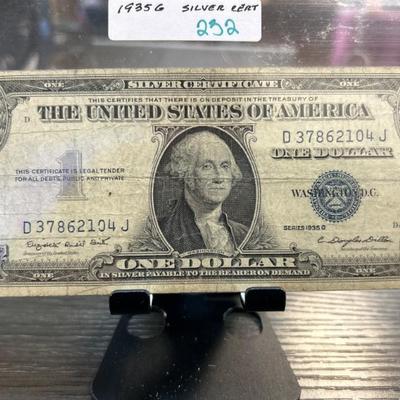 1935G SILVER CERT
232
ONE SILVER CERTIFICATE ONE
THIS CERTIFIES THAT THERE IS ON DEPOSIT IN THE TREASURY OF
D THE UNITED STATES OF AMERICA
D 37862104 J
ONE DOLLAR
1
THIS CERTIFICATE IS LEGAL TENDER
FOR ALL DEBTS, PUBLIC AND PRIVATE
WASHINGTON, D.C.
D 37862104 J
SERIES 1935 G
ONE DOLLAR
ONE IN SILVER PAYABLE TO THE BEARER ON DEMAND ONE